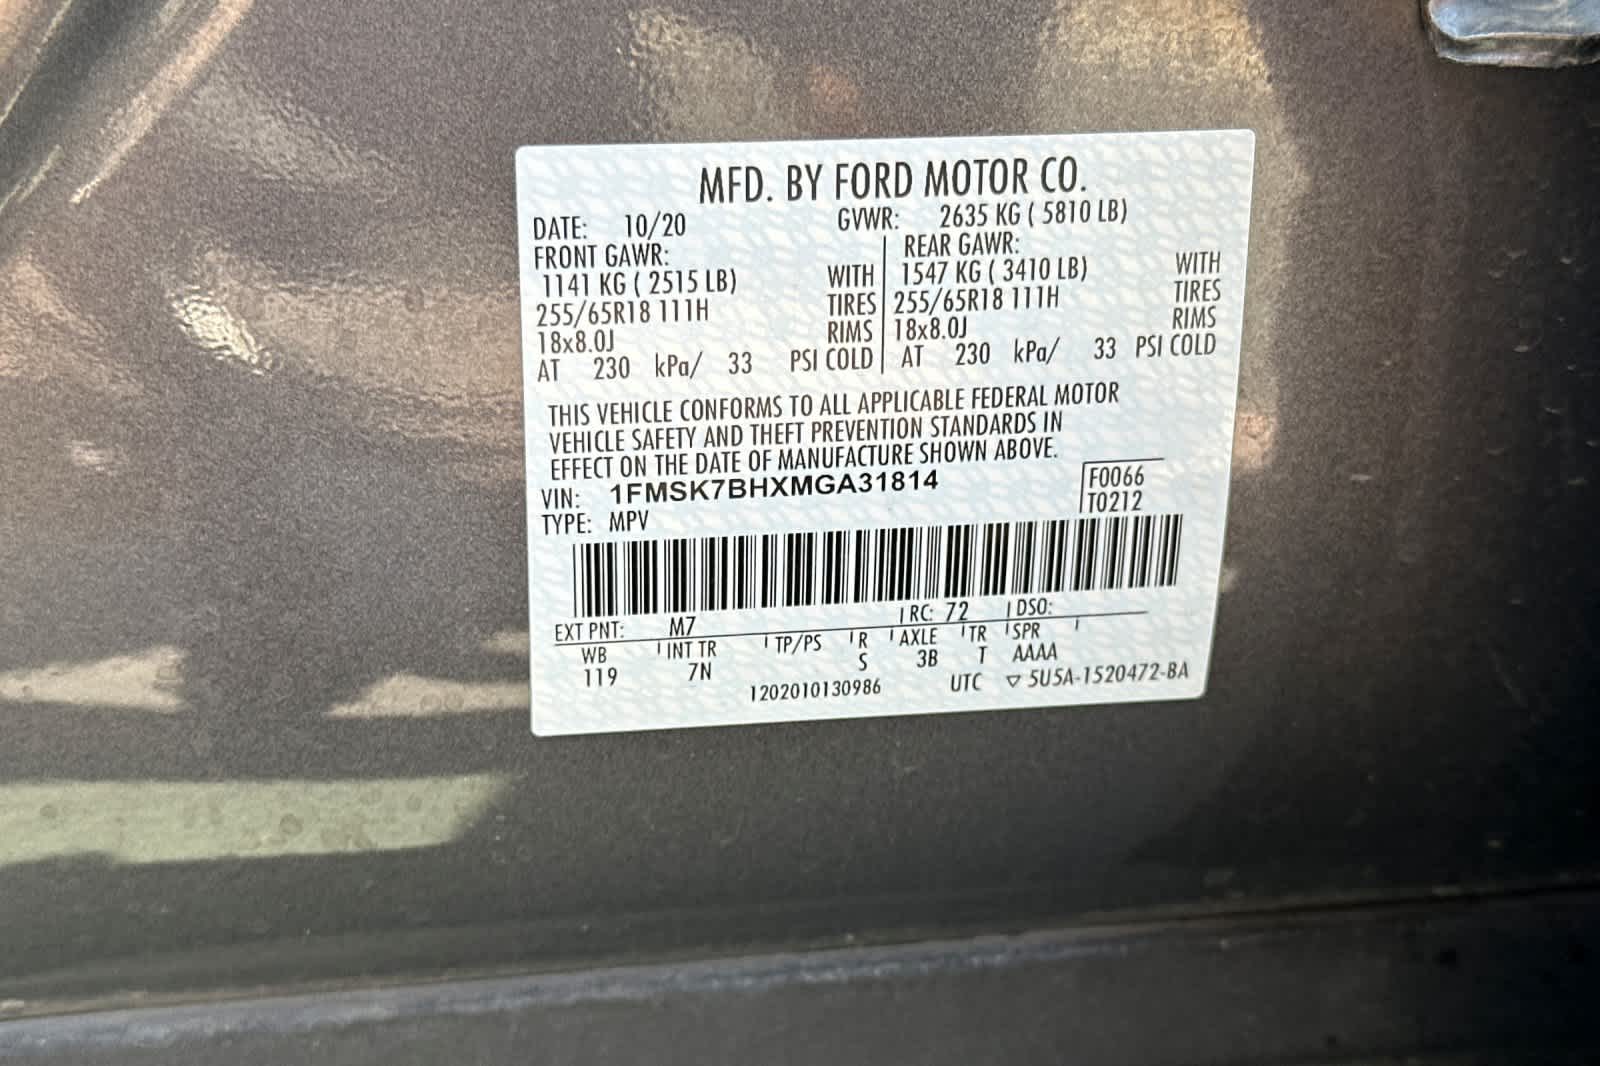 MFD. BY FORD MOTOR CO.
DATE: 10/20 GVWR: 2635 KG ( 5810 LB)
FRONT GAWR: REAR GAWR:
1141 KG ( 2515 LB) WITH 1547 KG ( 3410 LB) WITH
255/65R18 111H TIRES 255/65R18 111H TIRES
18x8.0J RIMS 18x8.0J RIMS
AT 230 kPa/ 33 PSI COLD AT 230 kPa/ 33 PSI COLD
THIS VEHICLE CONFORMS TO ALL APPLICABLE FEDERAL MOTOR
VEHICLE SAFETY AND THEFT PREVENTION STANDARDS IN
EFFECT ON THE DATE OF MANUFACTURE SHOWN ABOVE.
VIN: 1FMSK7BHXMGA31814 F0066
TYPE: MPV T0212
EXT PNT: M7 RC: 72 DSO:
WB INT TR TP/PS R AXLE TR SPR
119 7N S 3B T AAAA
1202010130986 UTC ▽ 5U5A-1520472-BA